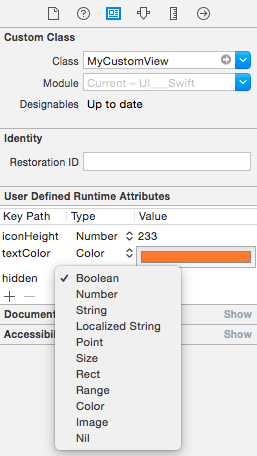 Custom Class
Class MyCustomView
Module Current - UI___Swift
Designables Up to date
Identity
Restoration ID
User Defined Runtime Attributes
Key Path Type Value
iconHeight Number 233
textColor Color
hidden ✓ Boolean
Number
String
Localized String
Point
Size
Rect
Range
Color
Image
Nil
+ −
Document Show
Accessibil Show